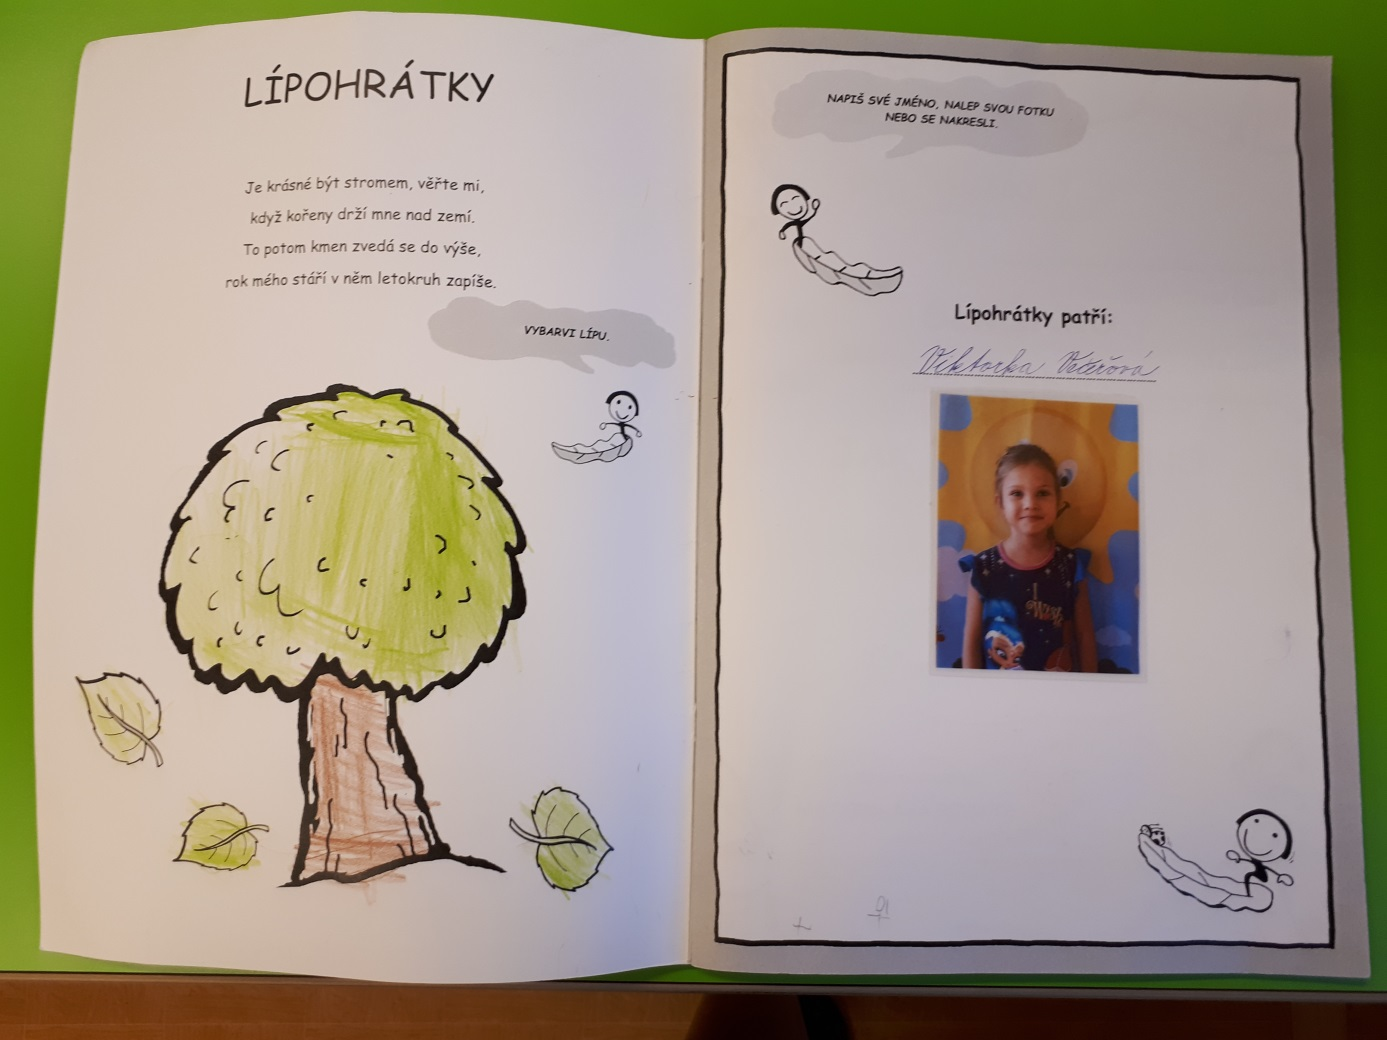 LÍPOHRÁTKY
Je krásné být stromem, věřte mi,
když kořeny drží mne nad zemí.
To potom kmen zvedá se do výše,
rok mého stáří v něm letokruh zapíše.
VYBARVI LÍPU.
NAPIŠ SVÉ JMÉNO, NALEP SVOU FOTKU
NEBO SE NAKRESLI.
Lípohrátky patří:
Viktorka
I
Wish